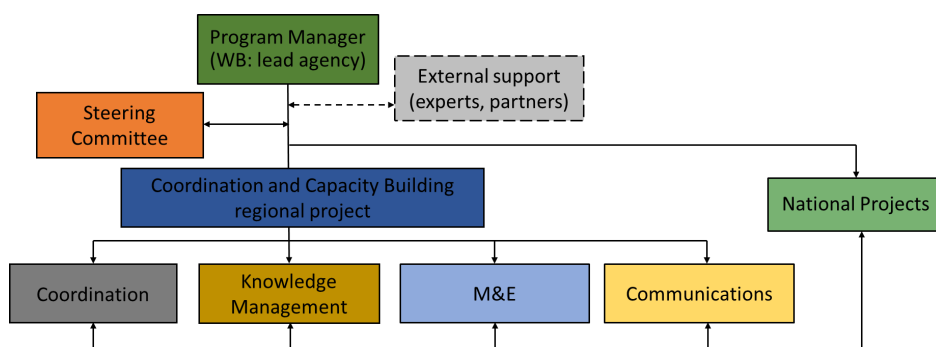 Program Manager
(WB: lead agency)
External support
(experts, partners)
Steering
Committee
Coordination and Capacity Building
regional project
National Projects
Coordination
Knowledge
Management
M&E
Communications